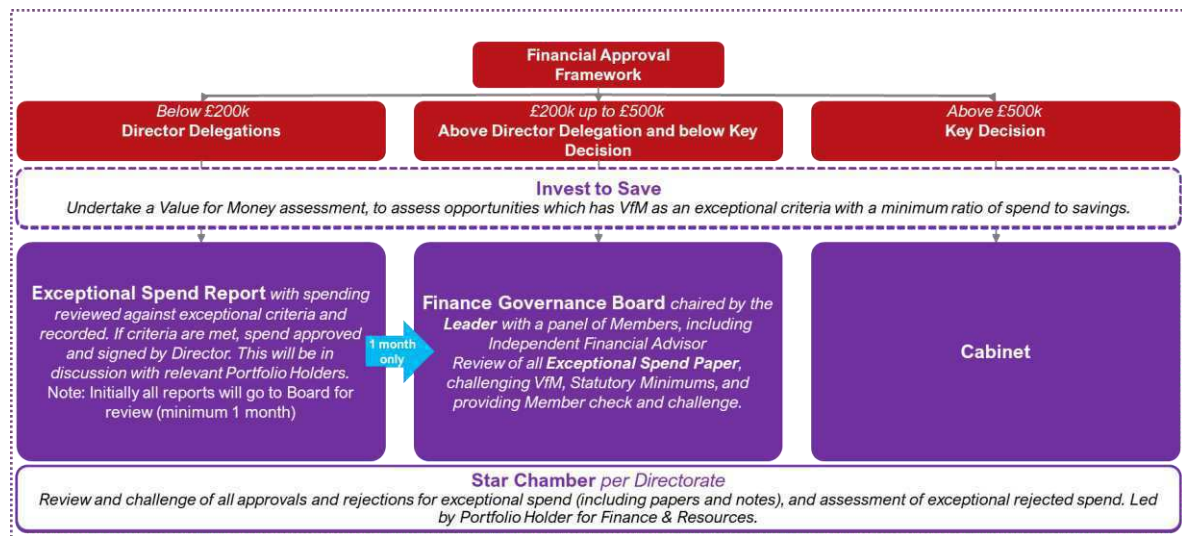 Financial Approval
Framework
Below £200k
Director Delegations
£200k up to £500k
Above Director Delegation and below Key
Decision
Above £500k
Key Decision
Invest to Save
Undertake a Value for Money assessment, to assess opportunities which has VfM as an exceptional criteria with a minimum ratio of spend to savings.
Exceptional Spend Report with spending
reviewed against exceptional criteria and
recorded. If criteria are met, spend approved
and signed by Director. This will be in
discussion with relevant Portfolio Holders.
Note: Initially all reports will go to Board for
review (minimum 1 month)
1 month
only
Finance Governance Board chaired by the
Leader with a panel of Members, including
Independent Financial Advisor
Review of all Exceptional Spend Paper,
challenging VfM, Statutory Minimums, and
providing Member check and challenge.
Cabinet
Star Chamber per Directorate
Review and challenge of all approvals and rejections for exceptional spend (including papers and notes), and assessment of exceptional rejected spend. Led
by Portfolio Holder for Finance & Resources.